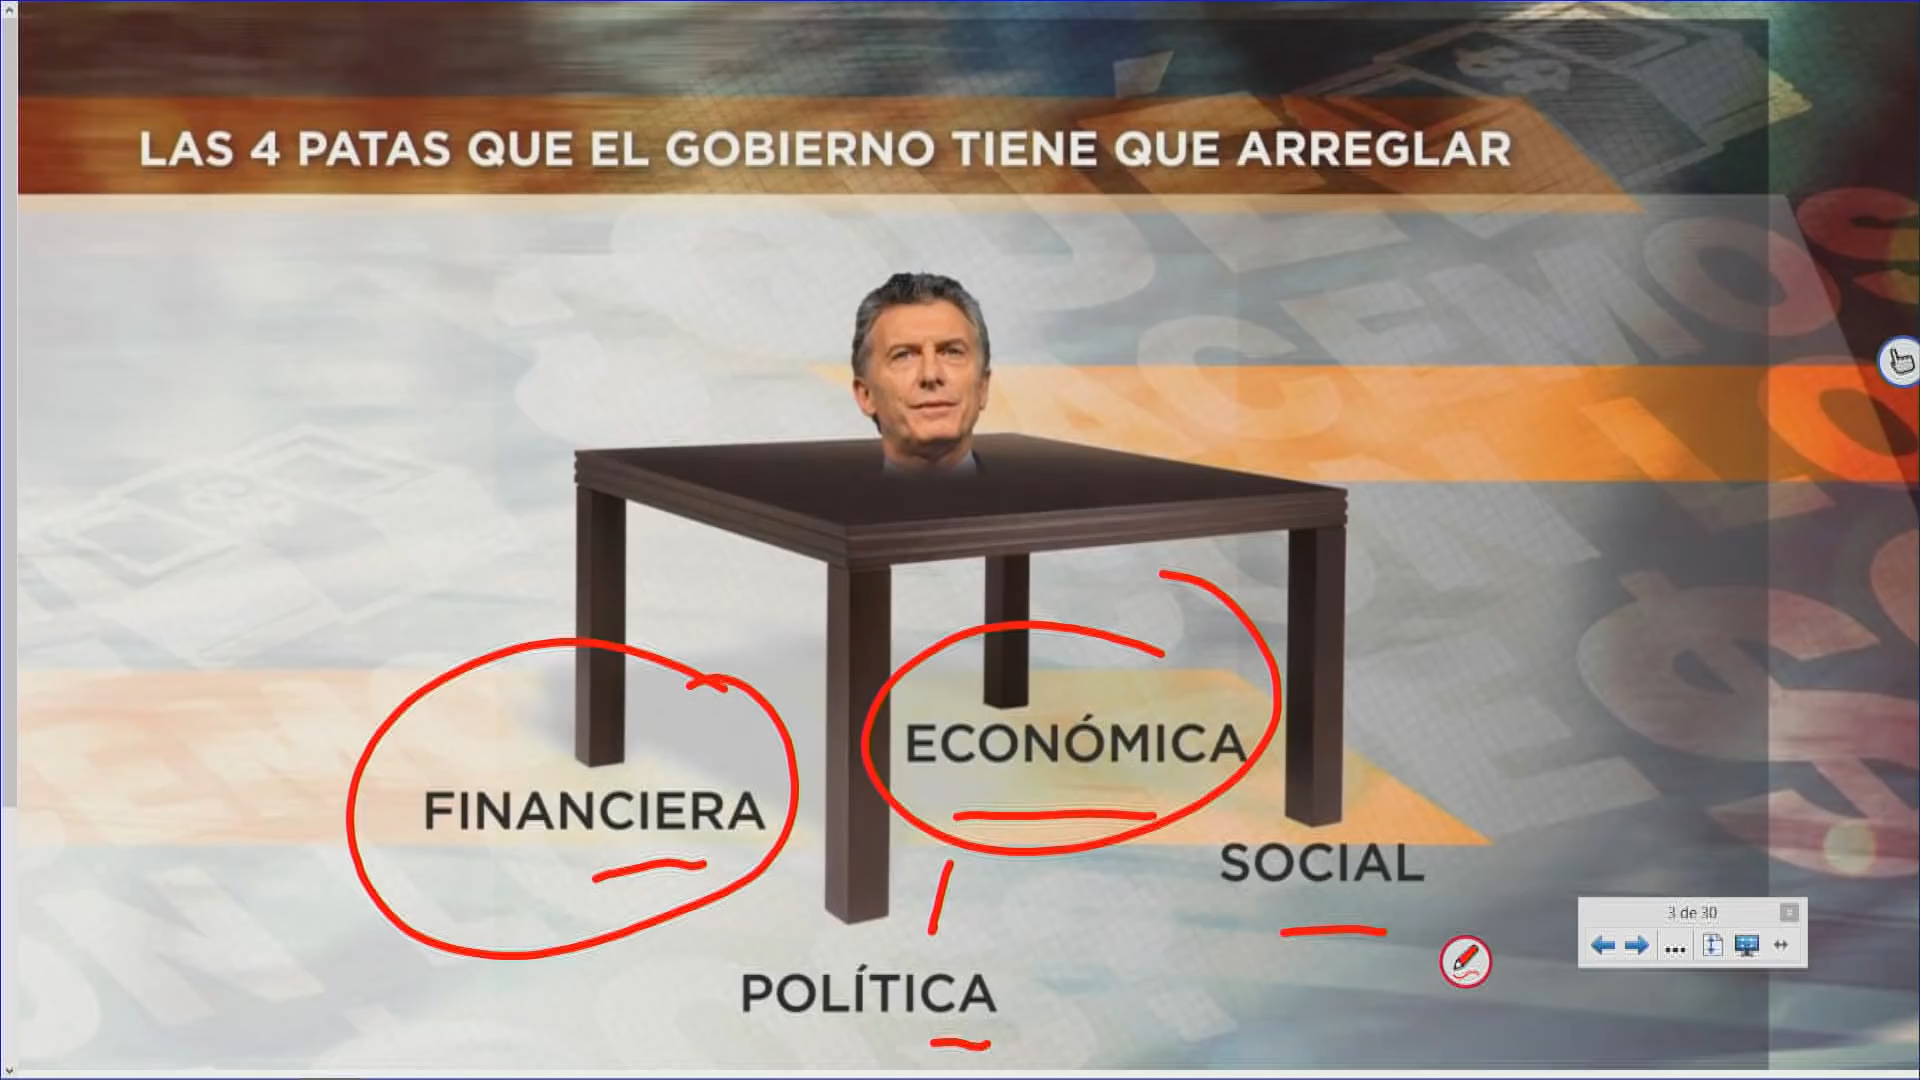 LAS 4 PATAS QUE EL GOBIERNO TIENE QUE ARREGLAR
ECONÓMICA
FINANCIERA
SOCIAL
3 de 30
POLÍTICA